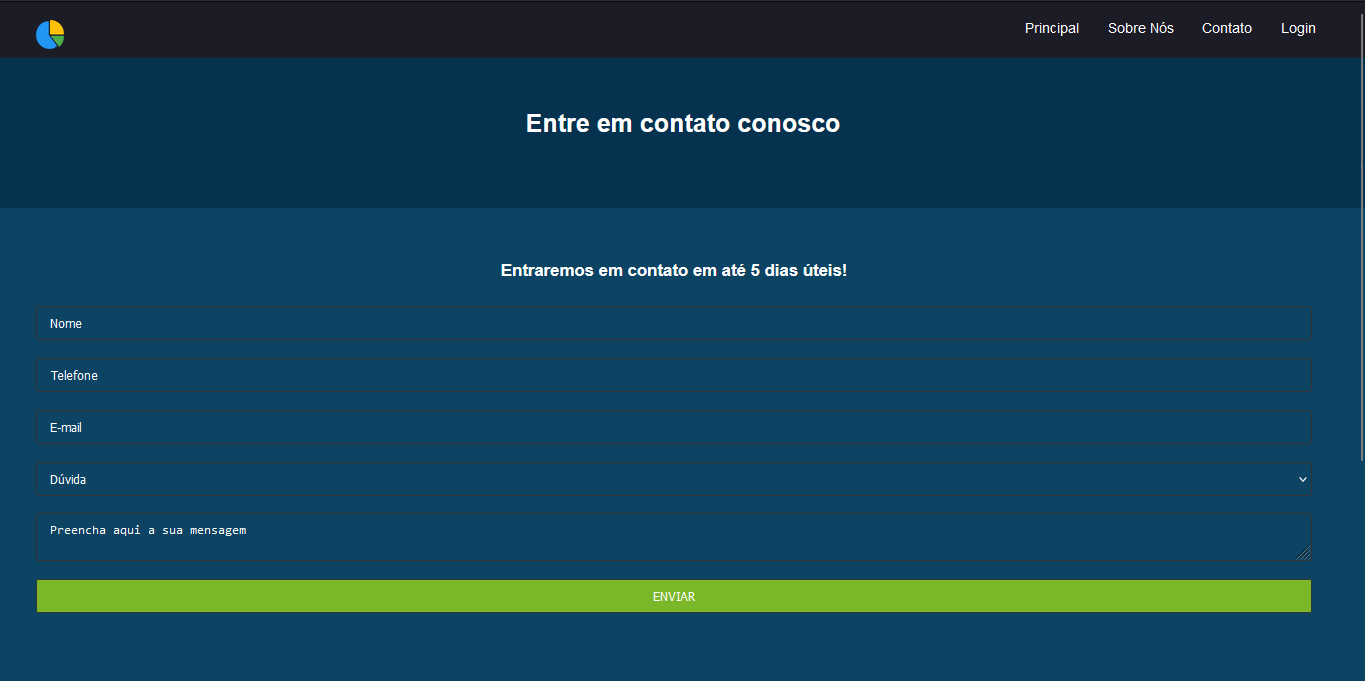 Principal Sobre Nós Contato Login
Entre em contato conosco
Entraremos em contato em até 5 dias úteis!
Nome
Telefone
E-mail
Dúvida
Preencha aqui a sua mensagem
ENVIAR